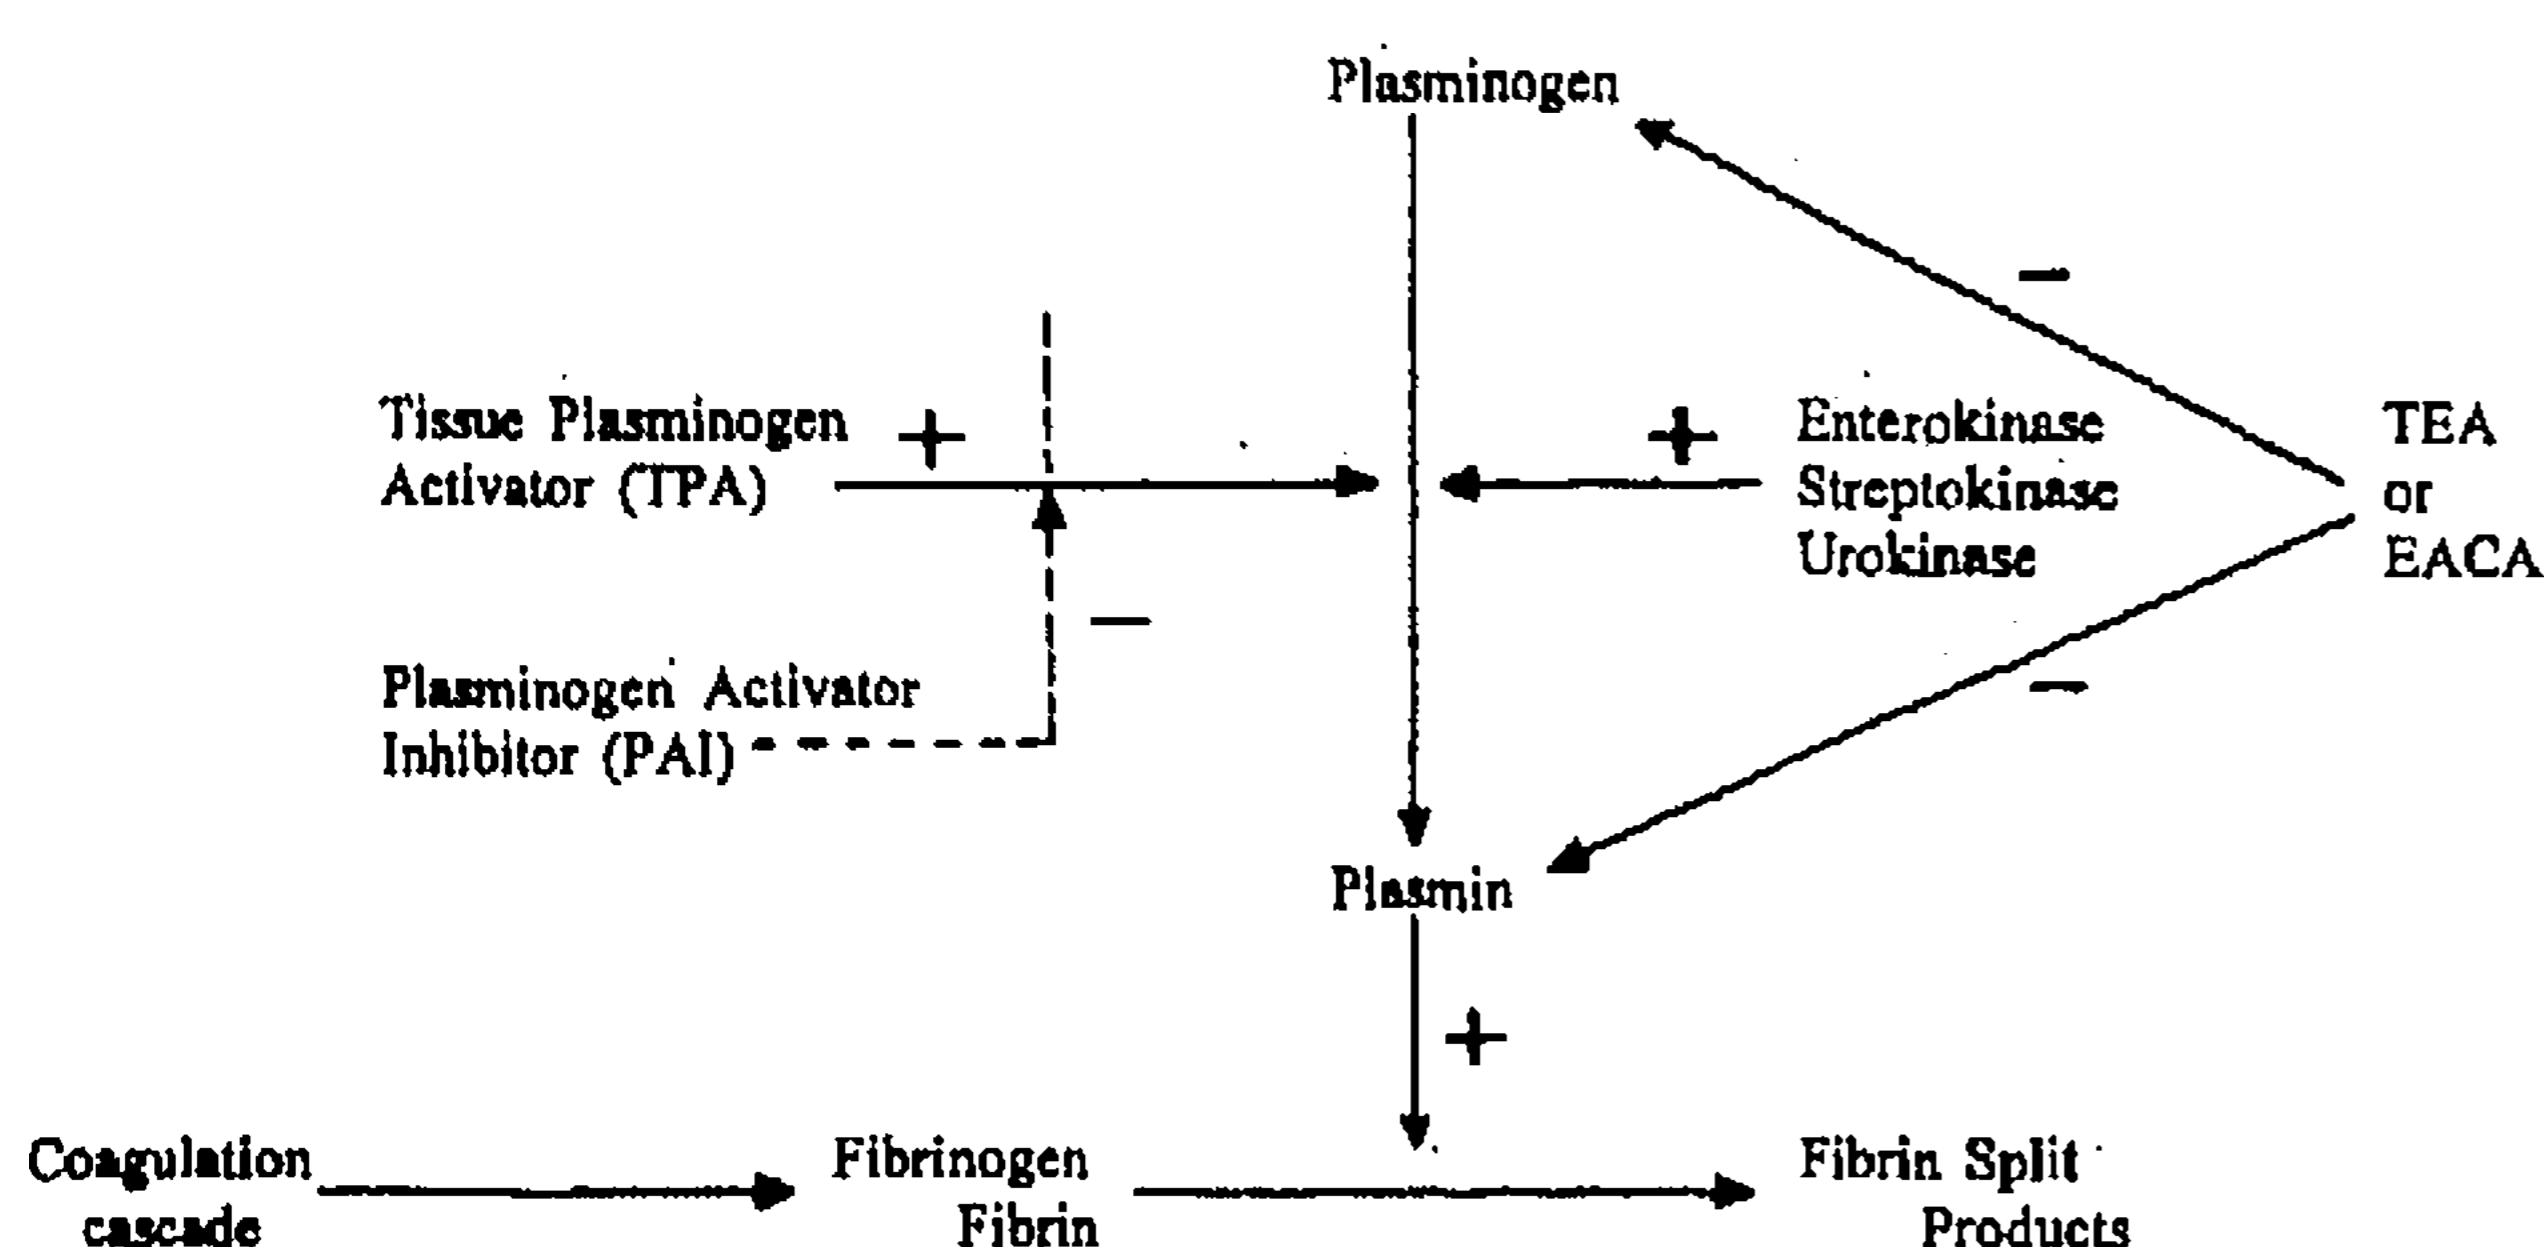 Plasminogen
Tissue Plasminogen
Activator (TPA)
+
+
Enterokinase
Streptokinase
Urokinase
−
TEA
or
EACA
−
Plasminogen Activator
Inhibitor (PAI)
−
Plasmin
+
Coagulation
cascade
Fibrinogen
Fibrin
Fibrin Split
Products